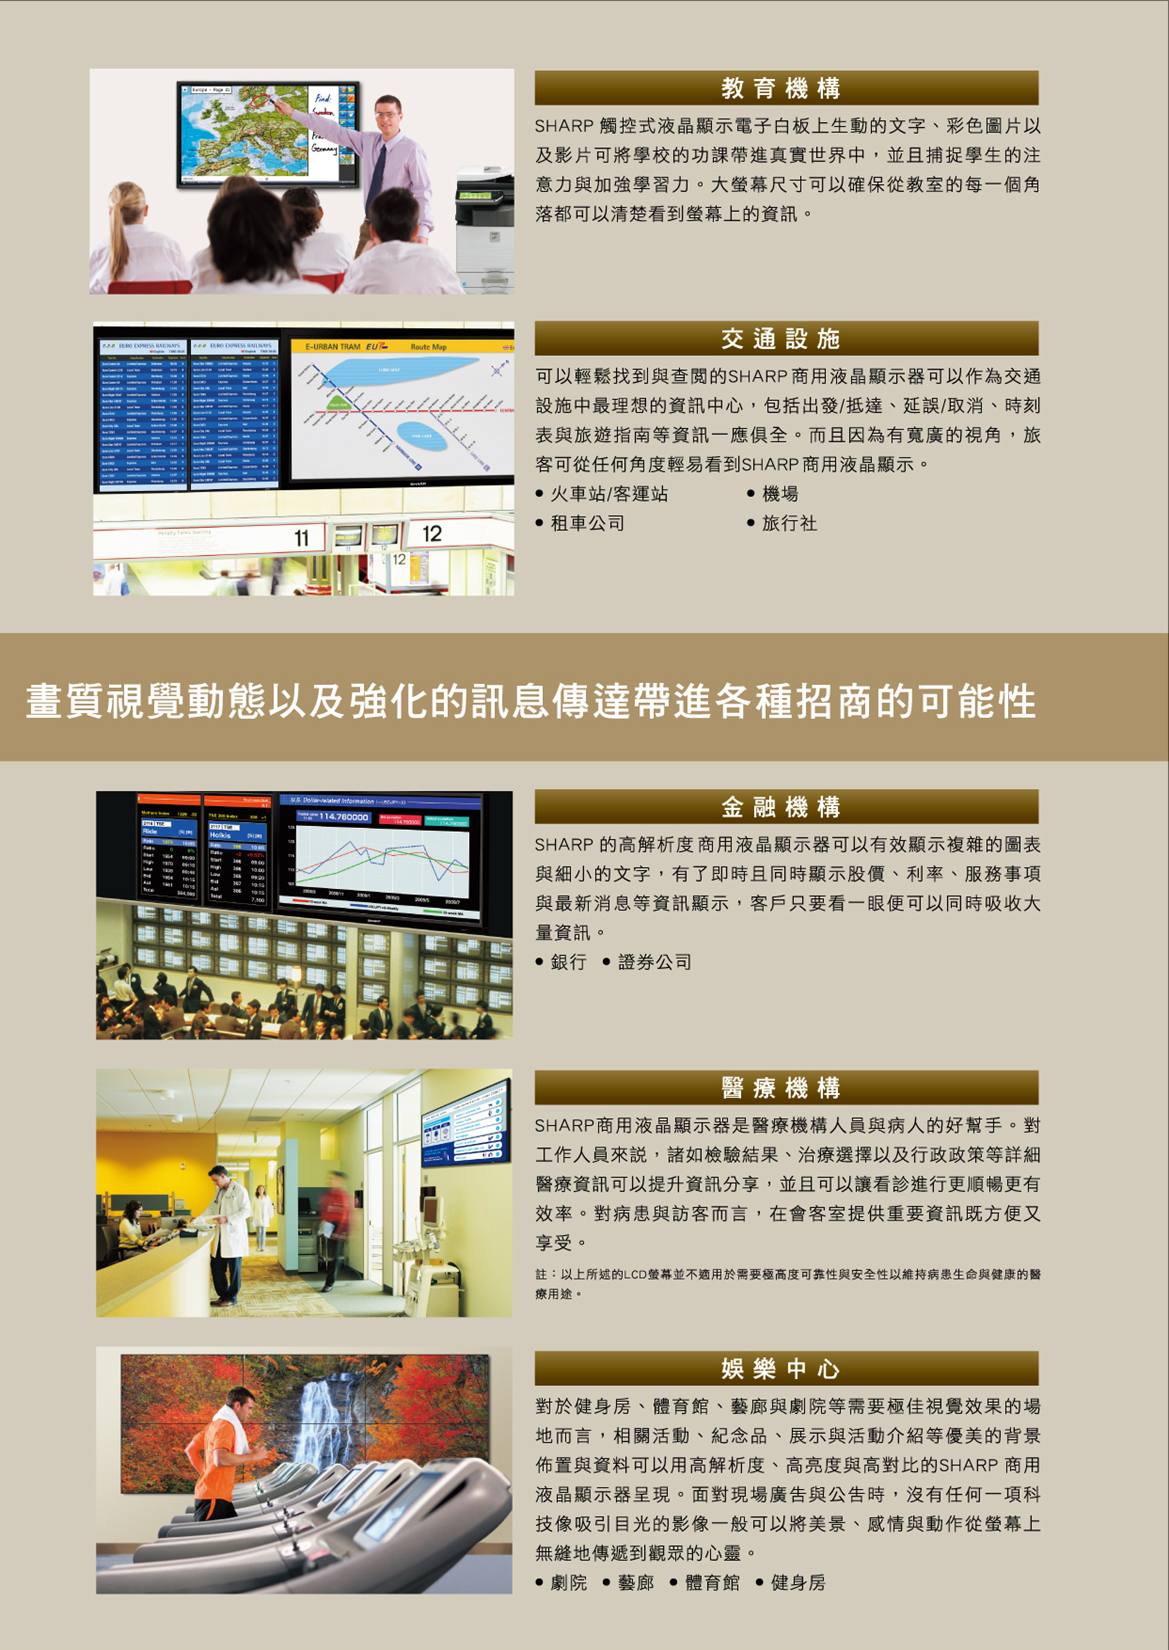 Europe - Page 21
Find:
Sweden
Germany
教育機構
SHARP 觸控式液晶顯示電子白板上生動的文字、彩色圖片以
及影片可將學校的功課帶進真實世界中，並且捕捉學生的注
意力與加強學習力。大螢幕尺寸可以確保從教室的每一個角
落都可以清楚看到螢幕上的資訊。
EURO EXPRESS RAILWAYS
EURO EXPRESS RAILWAYS
E-URBAN TRAM
Route Map
11
12
12
交通設施
可以輕鬆找到與查閱的SHARP 商用液晶顯示器可以作為交通
設施中最理想的資訊中心，包括出發/抵達、延誤/取消、時刻
表與旅遊指南等資訊一應俱全。而且因為有寬廣的視角，旅
客可從任何角度輕易看到SHARP 商用液晶顯示。
• 火車站/客運站 • 機場
• 租車公司 • 旅行社
畫質視覺動態以及強化的訊息傳達帶進各種招商的可能性
U.S. Dollar-related Information
114.760000
Ride
Holkis
金融機構
SHARP 的高解析度 商用液晶顯示器可以有效顯示複雜的圖表
與細小的文字，有了即時且同時顯示股價、利率、服務事項
與最新消息等資訊顯示，客戶只要看一眼便可以同時吸收大
量資訊。
• 銀行 • 證券公司
醫療機構
SHARP商用液晶顯示器是醫療機構人員與病人的好幫手。對
工作人員來說，諸如檢驗結果、治療選擇以及行政政策等詳細
醫療資訊可以提升資訊分享，並且可以讓看診進行更順暢更有
效率。對病患與訪客而言，在會客室提供重要資訊既方便又
享受。
註：以上所述的LCD螢幕並不適用於需要極高度可靠性與安全性以維持病患生命與健康的醫
療用途。
娛樂中心
對於健身房、體育館、藝廊與劇院等需要極佳視覺效果的場
地而言，相關活動、紀念品、展示與活動介紹等優美的背景
佈置與資料可以用高解析度、高亮度與高對比的SHARP 商用
液晶顯示器呈現。面對現場廣告與公告時，沒有任何一項科
技像吸引目光的影像一般可以將美景、感情與動作從螢幕上
無縫地傳遞到觀眾的心靈。
• 劇院 • 藝廊 • 體育館 • 健身房